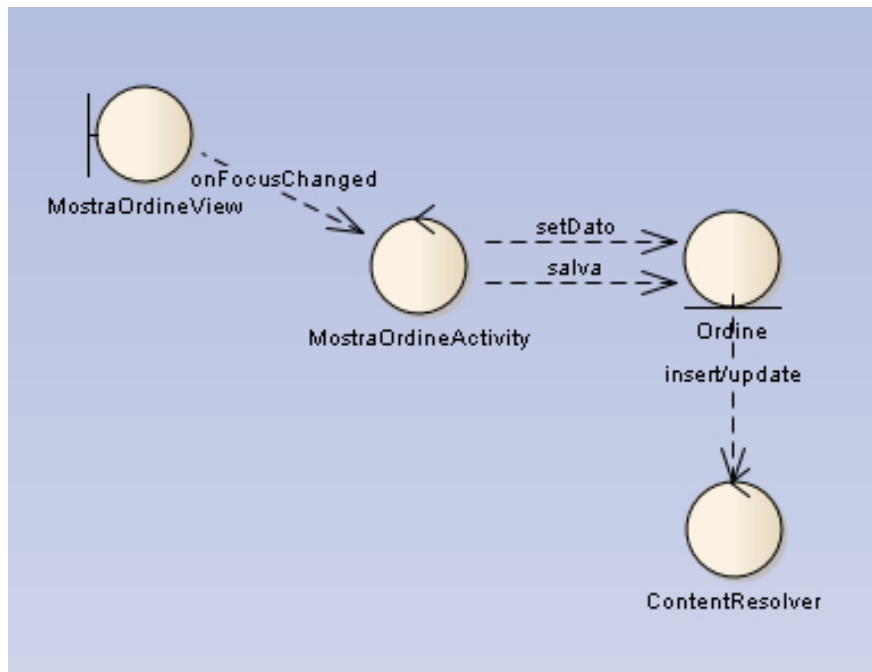 onFocusChanged
MostraOrdineView
setDato
salva
MostraOrdineActivity
Ordine
insert/update
ContentResolver